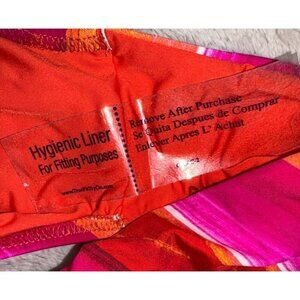 Hygienic Liner
For Fitting Purposes
Remove After Purchase
Se Quita Despues de Comprar
Enlever Apres L' Achat